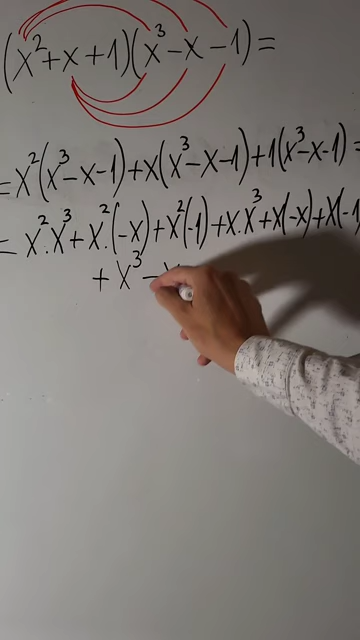 (x²+x+1)(x³-x-1)=
=x²(x³-x-1)+x(x³-x-1)+1(x³-x-1)=
=x².x³+x².(-x)+x²(-1)+x.x³+x(-x)+x(-1)
+x³-x